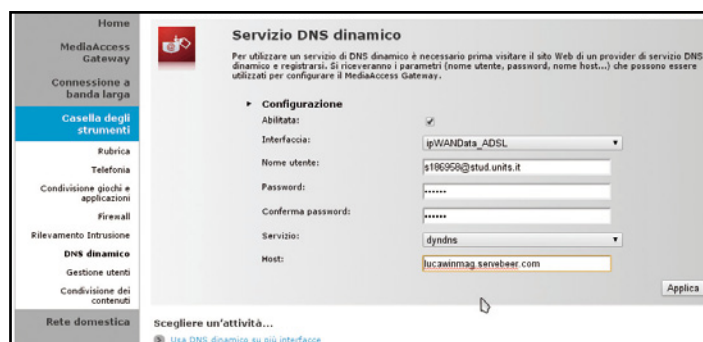 Home
MediaAccess
Gateway
Connessione a
banda larga
Casella degli
strumenti
Rubrica
Telefonia
Condivisione giochi e
applicazioni
Firewall
Rilevamento Intrusione
DNS dinamico
Gestione utenti
Condivisione dei
contenuti
Rete domestica
Servizio DNS dinamico
Per utilizzare un servizio di DNS dinamico è necessario prima visitare il sito Web di un provider di servizio DNS
dinamico e registrarsi. Si riceveranno i parametri (nome utente, password, nome host...) che possono essere
utilizzati per configurare il MediaAccess Gateway.
Configurazione
Abilitata:
Interfaccia: ipWANData_ADSL
Nome utente: s186958@stud.units.it
Password: ••••••
Conferma password: ••••••
Servizio: dyndns
Host: lucawinmag.servebeer.com
Applica
Scegliere un'attività...
Usa DNS dinamico su più interfacce